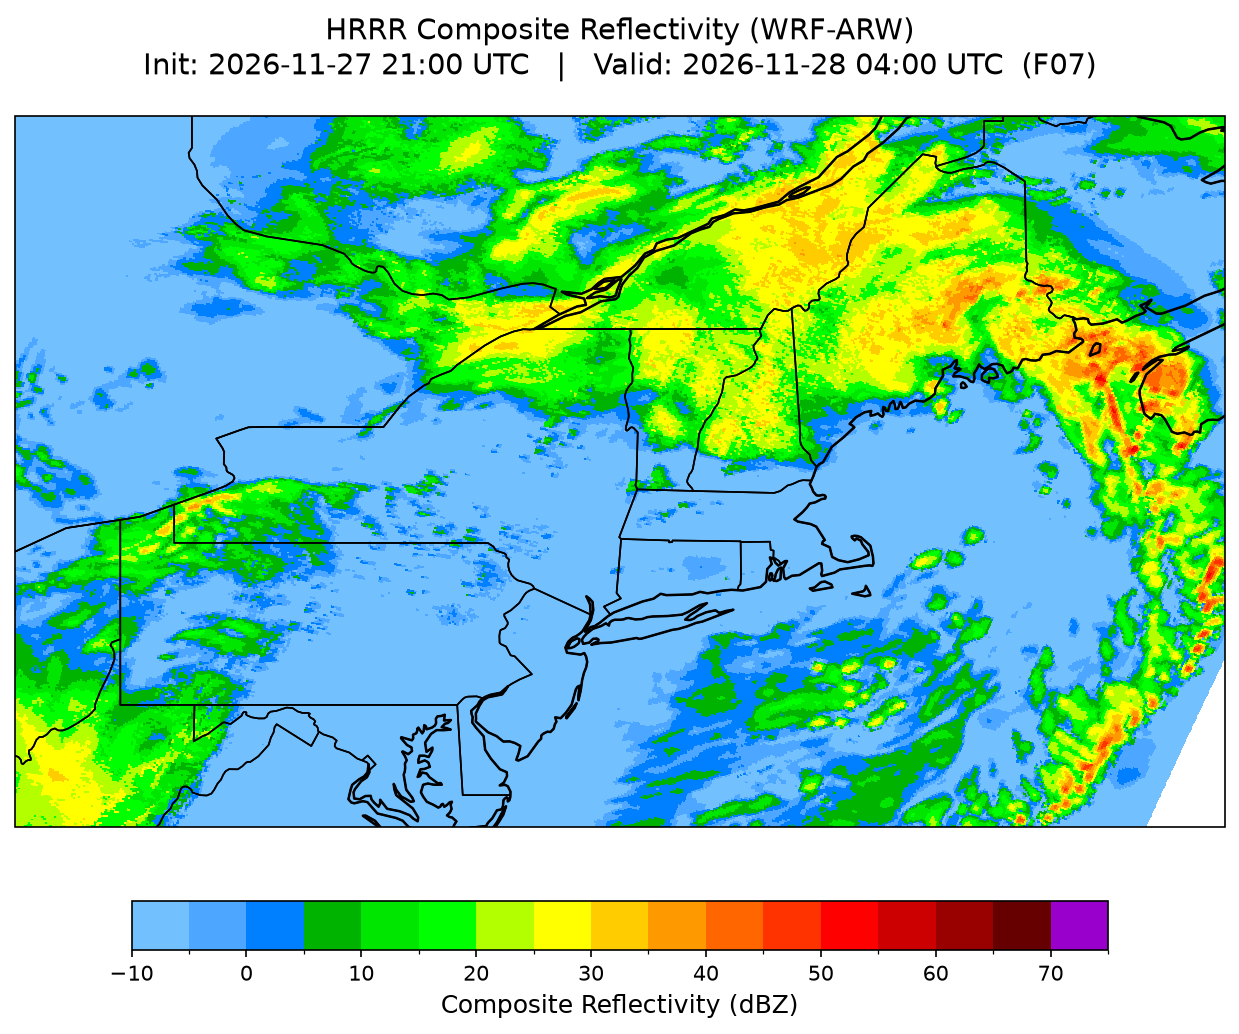 HRRR Composite Reflectivity (WRF-ARW)
Init: 2026-11-27 21:00 UTC | Valid: 2026-11-28 04:00 UTC (F07)
−10 0 10 20 30 40 50 60 70
Composite Reflectivity (dBZ)